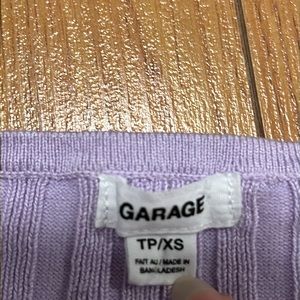 GARAGE
TP/XS
FAIT AU / MADE IN
BANGLADESH